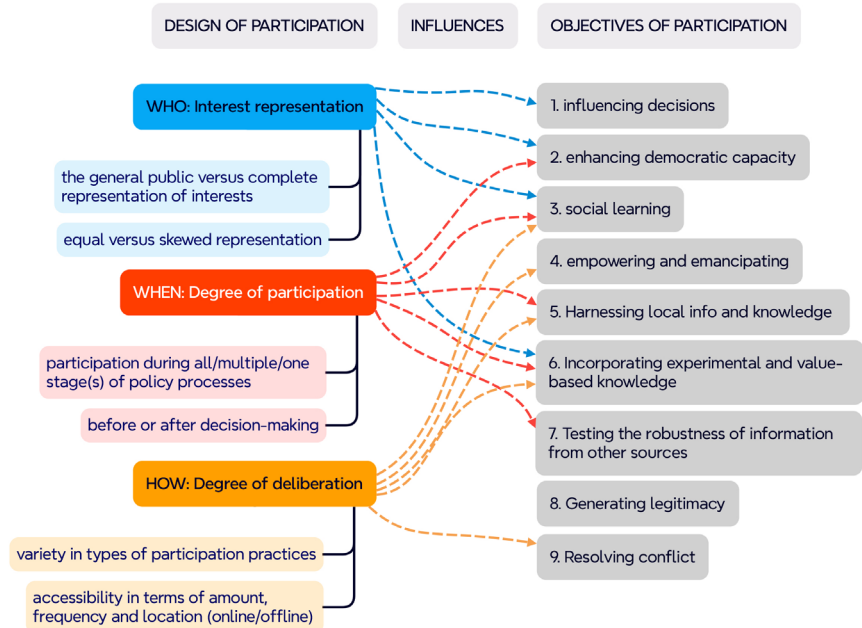 DESIGN OF PARTICIPATION
INFLUENCES
OBJECTIVES OF PARTICIPATION
WHO: Interest representation
the general public versus complete
representation of interests
equal versus skewed representation
WHEN: Degree of participation
participation during all/multiple/one
stage(s) of policy processes
before or after decision-making
HOW: Degree of deliberation
variety in types of participation practices
accessibility in terms of amount,
frequency and location (online/offline)
1. influencing decisions
2. enhancing democratic capacity
3. social learning
4. empowering and emancipating
5. Harnessing local info and knowledge
6. Incorporating experimental and value-
based knowledge
7. Testing the robustness of information
from other sources
8. Generating legitimacy
9. Resolving conflict